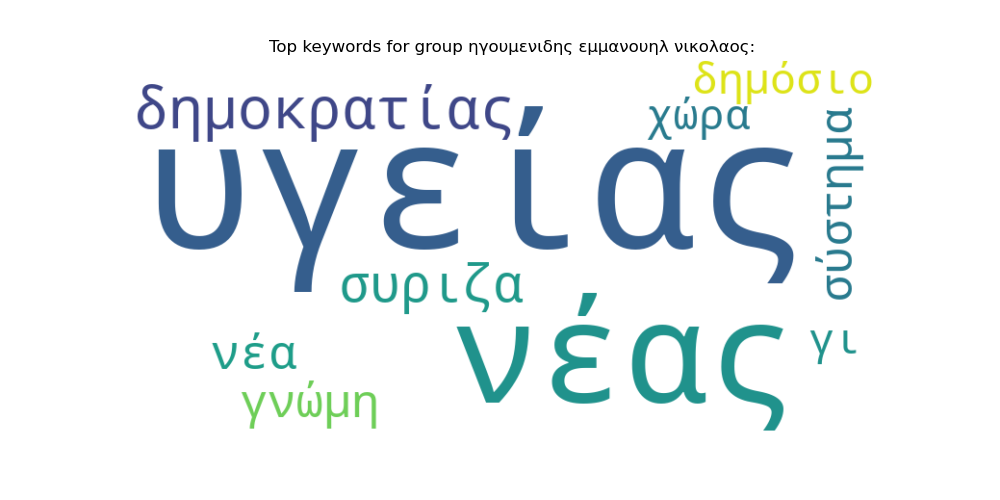 Top keywords for group ηγουμενιδης εμμανουηλ νικολαος:
δημόσιο
δημοκρατίας
χώρα
υγείας
σύστημα
συριζα
νέας
νέα
γι
γνώμη